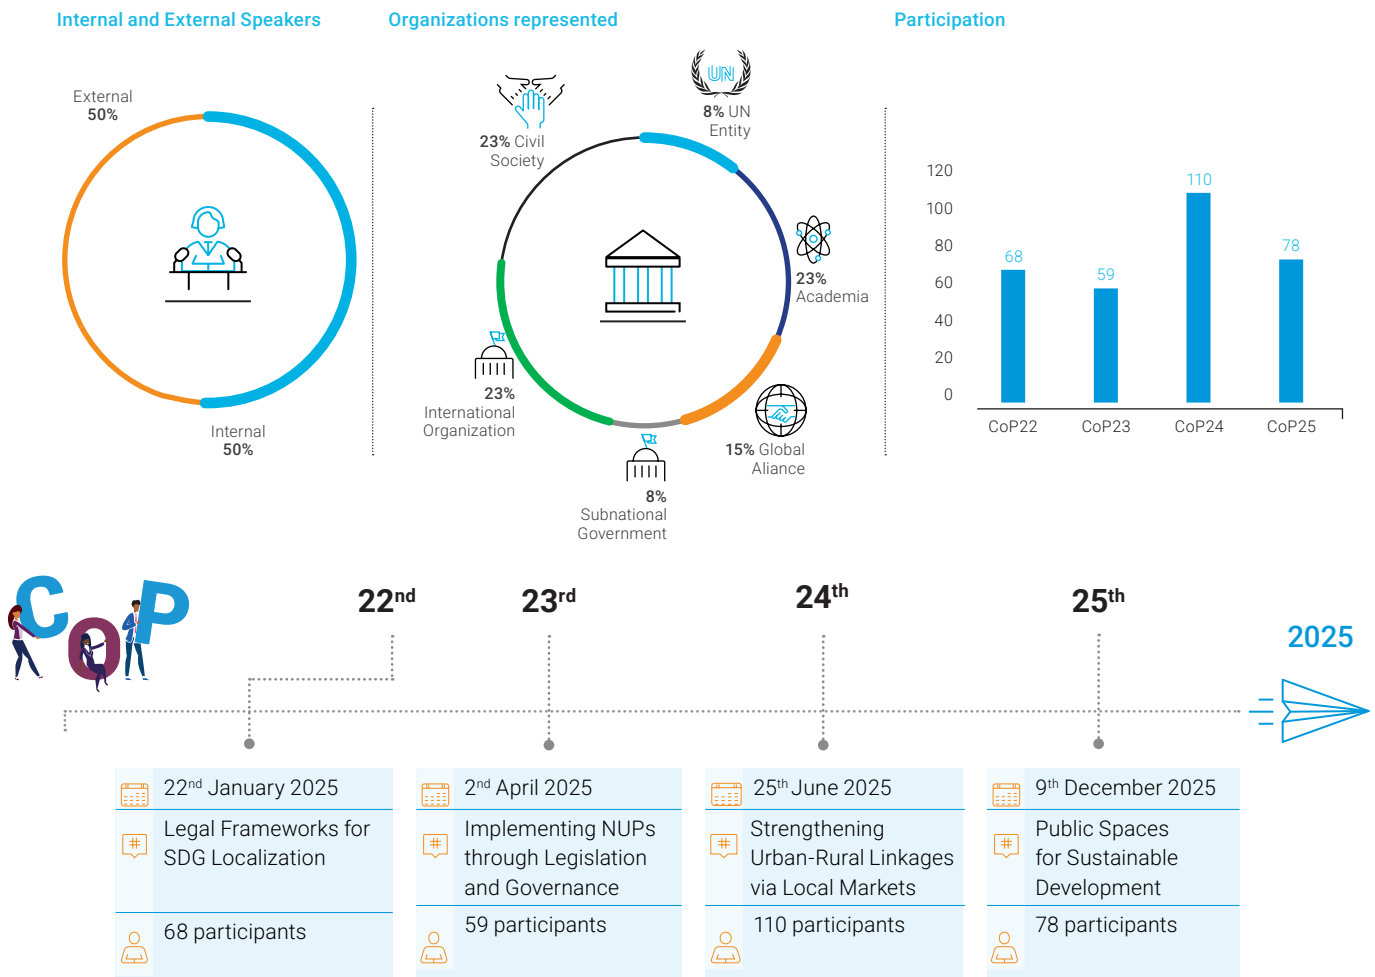 Internal and External Speakers
External
50%
Internal
50%
Organizations represented
UN
8% UN
Entity
23% Civil
Society
23%
Academia
15% Global
Aliance
8%
Subnational
Government
23%
International
Organization
Participation
120
100
80
60
40
20
0
68
59
110
78
CoP22
CoP23
CoP24
CoP25
COP
22nd
23rd
24th
25th
2025
22nd January 2025
#
Legal Frameworks for
SDG Localization
68 participants
2nd April 2025
#
Implementing NUPs
through Legislation
and Governance
59 participants
25th June 2025
#
Strengthening
Urban-Rural Linkages
via Local Markets
110 participants
9th December 2025
#
Public Spaces
for Sustainable
Development
78 participants